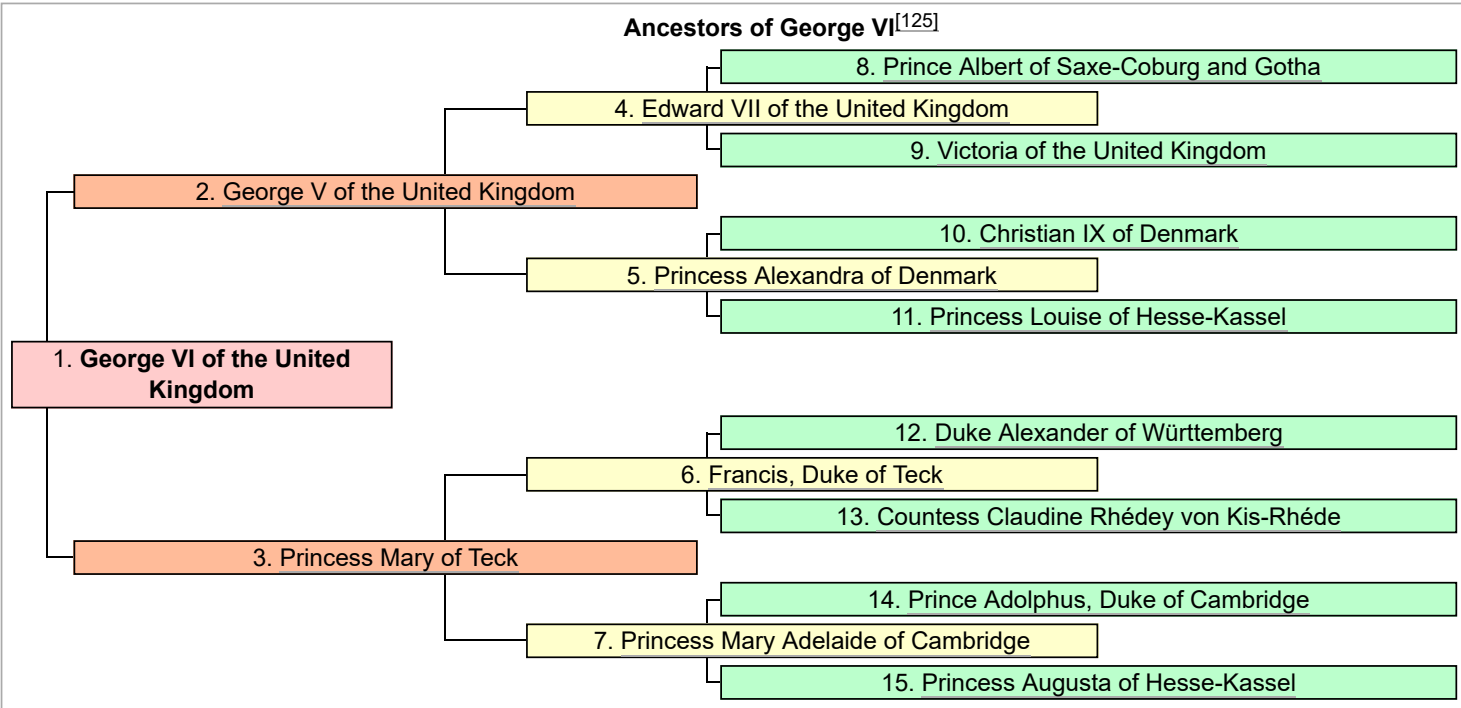 Ancestors of George VI[125]
8. Prince Albert of Saxe-Coburg and Gotha
4. Edward VII of the United Kingdom
9. Victoria of the United Kingdom
2. George V of the United Kingdom
10. Christian IX of Denmark
5. Princess Alexandra of Denmark
11. Princess Louise of Hesse-Kassel
1. George VI of the United
Kingdom
12. Duke Alexander of Württemberg
6. Francis, Duke of Teck
13. Countess Claudine Rhédey von Kis-Rhéde
3. Princess Mary of Teck
14. Prince Adolphus, Duke of Cambridge
7. Princess Mary Adelaide of Cambridge
15. Princess Augusta of Hesse-Kassel